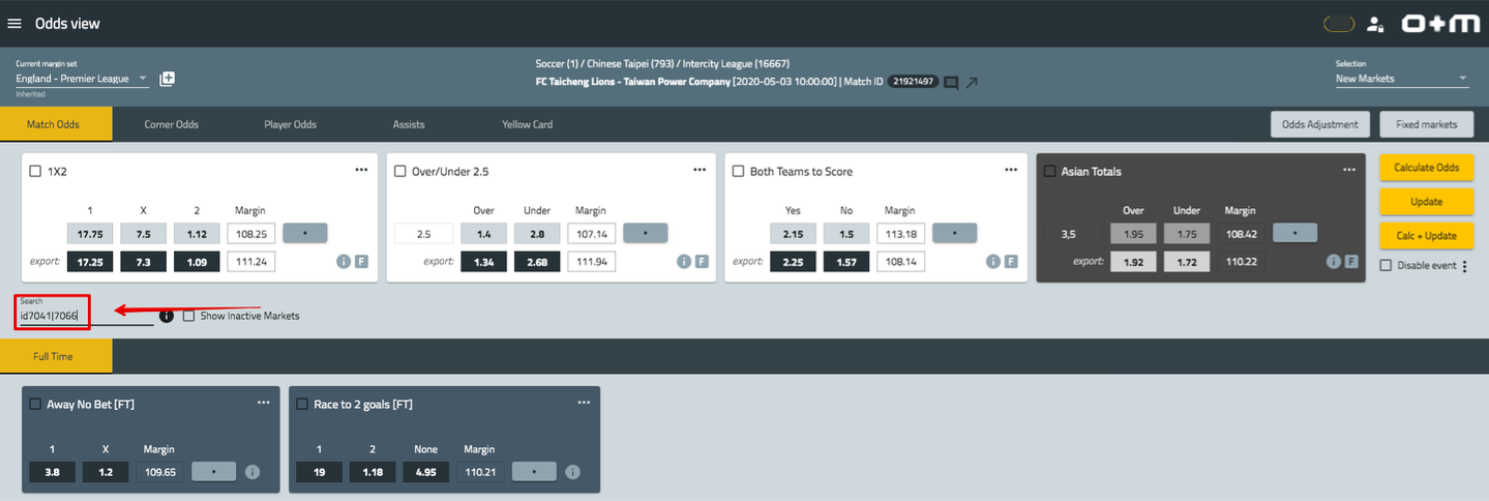 Odds view
o+m
Current margin set
England - Premier League
Inherited
Soccer (1) / Chinese Taipei (793) / Intercity League (16667)
FC Taicheng Lions - Taiwan Power Company [2020-05-03 10:00:00] | Match ID 21921497
Selection
New Markets
Match Odds Corner Odds Player Odds Assists Yellow Card Odds Adjustment Fixed markets
1X2 ...
1 X 2 Margin
17.75 7.5 1.12 108.25
export: 17.25 7.3 1.09 111.24 i F
Over/Under 2.5 ...
Over Under Margin
2.5 1.4 2.8 107.14
export: 1.34 2.68 111.94 i F
Both Teams to Score ...
Yes No Margin
2.15 1.5 113.18
export: 2.25 1.57 108.14 i F
Asian Totals ...
Over Under Margin
3,5 1.95 1.75 108.42
export: 1.92 1.72 110.22 i F
Calculate Odds
Update
Calc + Update
Disable event
Search
id7041|7066 i Show Inactive Markets
Full Time
Away No Bet [FT] ...
1 X Margin
3.8 1.2 109.65 i
Race to 2 goals [FT] ...
1 2 None Margin
19 1.18 4.95 110.21 i